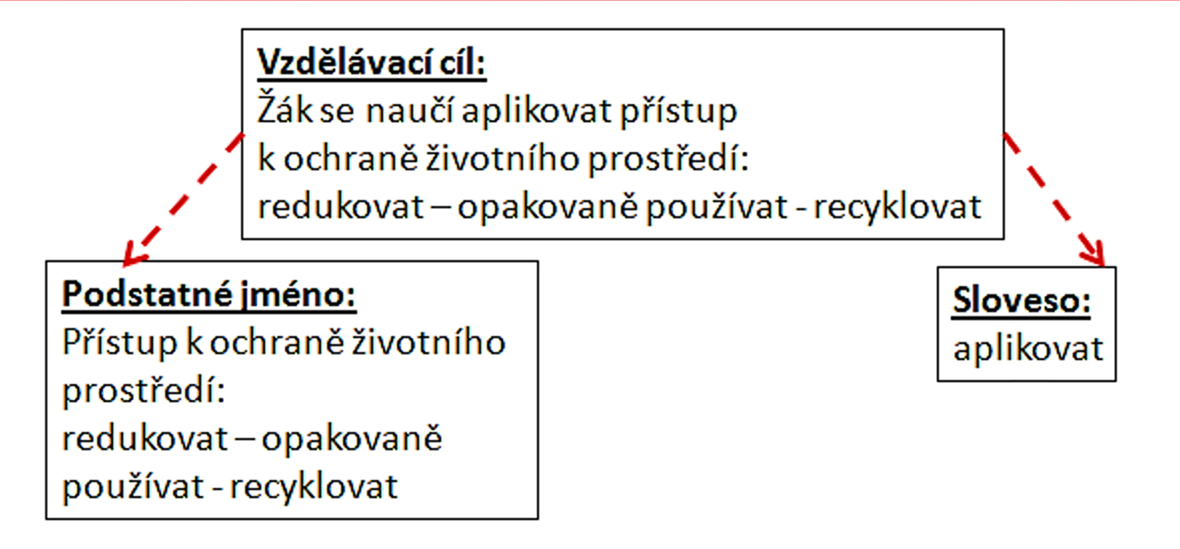 Vzdělávací cíl:
Žák se naučí aplikovat přístup
k ochraně životního prostředí:
redukovat – opakovaně používat - recyklovat
Podstatné jméno:
Přístup k ochraně životního
prostředí:
redukovat – opakovaně
používat - recyklovat
Sloveso:
aplikovat